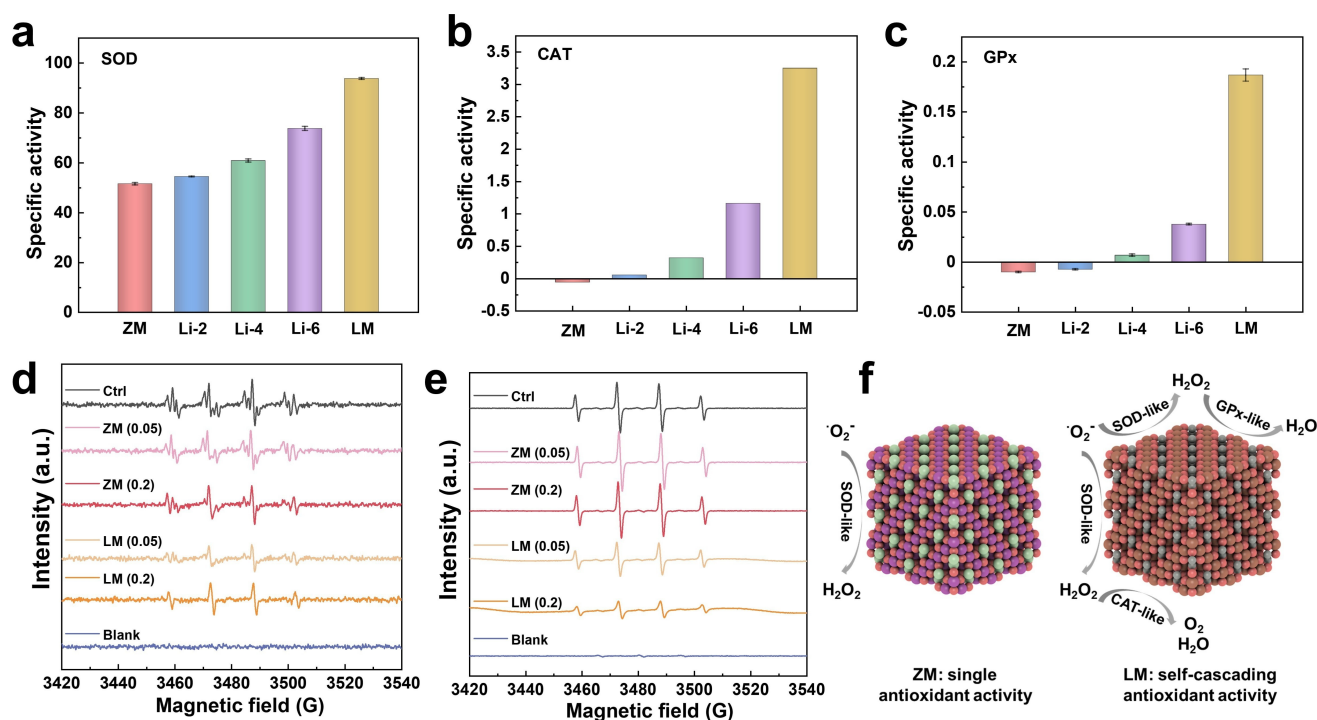 a
SOD
Specific activity
100
80
60
40
20
0
ZM Li-2 Li-4 Li-6 LM
b
CAT
Specific activity
3.5
3
2.5
2
1.5
1
0.5
0
-0.5
ZM Li-2 Li-4 Li-6 LM
c
GPx
Specific activity
0.2
0.15
0.1
0.05
0
-0.05
ZM Li-2 Li-4 Li-6 LM
d
Intensity (a.u.)
Ctrl
ZM (0.05)
ZM (0.2)
LM (0.05)
LM (0.2)
Blank
3420 3440 3460 3480 3500 3520 3540
Magnetic field (G)
e
Intensity (a.u.)
Ctrl
ZM (0.05)
ZM (0.2)
LM (0.05)
LM (0.2)
Blank
3420 3440 3460 3480 3500 3520 3540
Magnetic field (G)
f
·O₂⁻
SOD-like
H₂O₂
ZM: single
antioxidant activity
H₂O₂
SOD-like
GPx-like
·O₂⁻
H₂O
SOD-like
H₂O₂
CAT-like
O₂
H₂O
LM: self-cascading
antioxidant activity